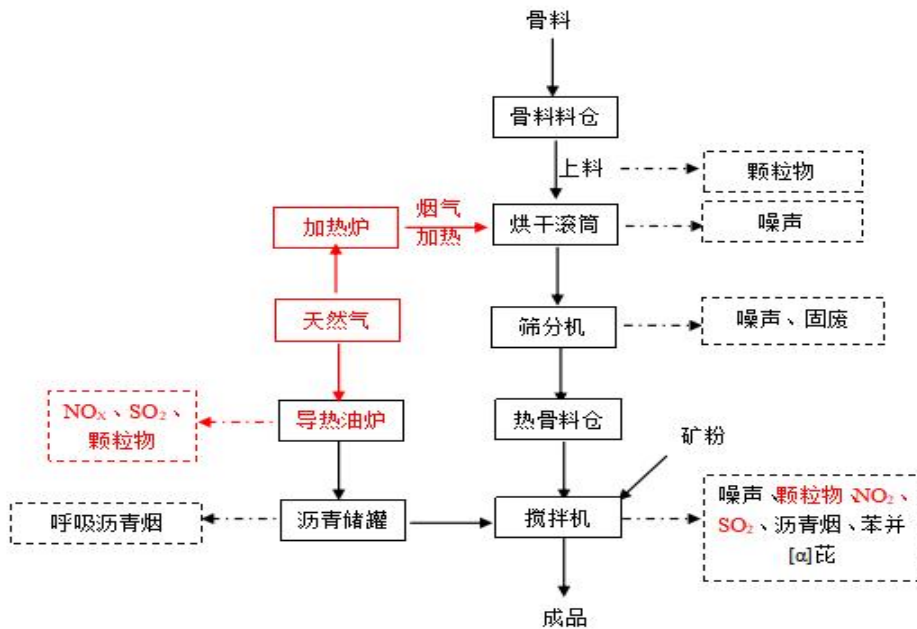 骨料
骨料料仓
上料
颗粒物
加热炉
烟气
加热
烘干滚筒
噪声
天然气
筛分机
噪声、固废
NOX、SO2、
颗粒物
导热油炉
热骨料仓
矿粉
呼吸沥青烟
沥青储罐
搅拌机
噪声、颗粒物、NO2、
SO2、沥青烟、苯并
[α]芘
成品